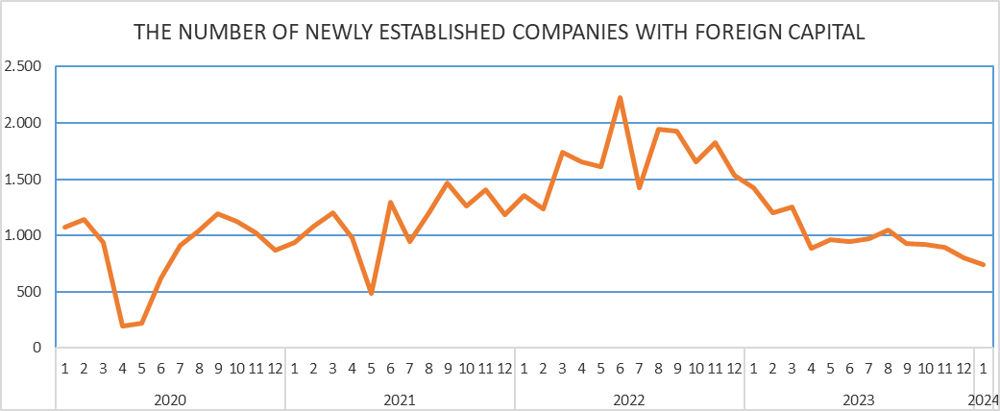 THE NUMBER OF NEWLY ESTABLISHED COMPANIES WITH FOREIGN CAPITAL
2.500
2.000
1.500
1.000
500
0
1 2 3 4 5 6 7 8 9 10 11 12 1 2 3 4 5 6 7 8 9 10 11 12 1 2 3 4 5 6 7 8 9 10 11 12 1 2 3 4 5 6 7 8 9 10 11 12 1
2020 2021 2022 2023 2024